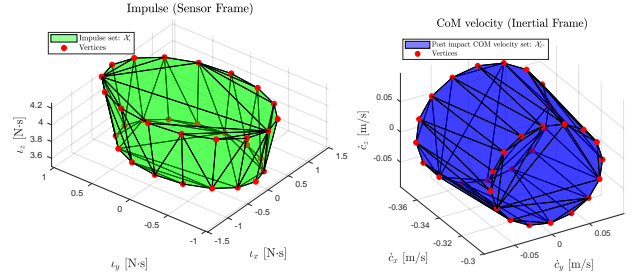 Impulse (Sensor Frame)
Impulse set: 𝒳ᵢ
Vertices
4.2
4
3.8
3.6
ι_z [N·s]
1
0.5
0
-0.5
-1
ι_y [N·s]
-1.5
-1
-0.5
0
0.5
1
1.5
ι_x [N·s]
CoM velocity (Inertial Frame)
Post impact COM velocity set: 𝒳_ċ+
Vertices
0.05
0
-0.05
ċ_z [m/s]
-0.36
-0.34
-0.32
-0.3
ċ_x [m/s]
-0.05
0
0.05
ċ_y [m/s]